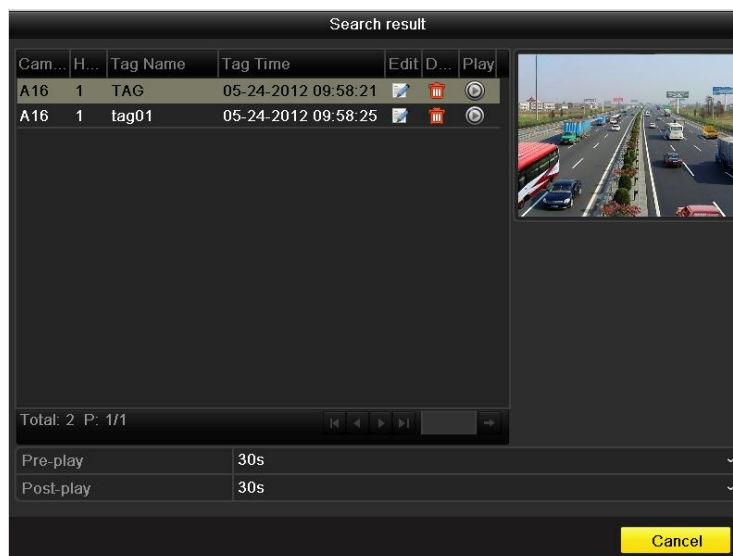 Search result
Cam... H... Tag Name Tag Time Edit D... Play
A16 1 TAG 05-24-2012 09:58:21
A16 1 tag01 05-24-2012 09:58:25
Total: 2 P: 1/1
Pre-play 30s
Post-play 30s
Cancel